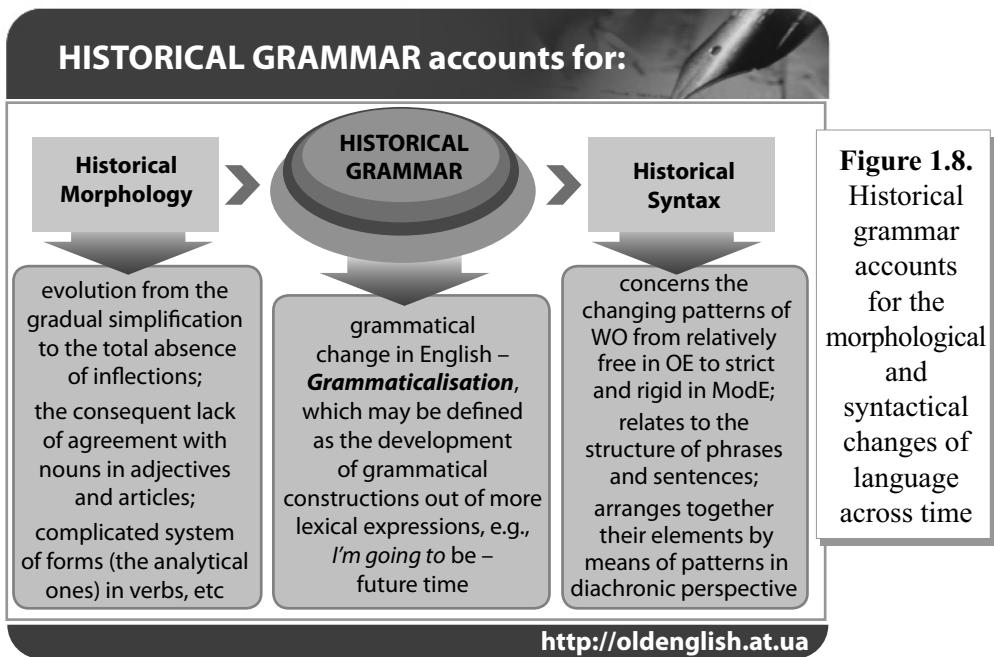 HISTORICAL GRAMMAR accounts for:
Historical
Morphology
evolution from the
gradual simplification
to the total absence
of inflections;
the consequent lack
of agreement with
nouns in adjectives
and articles;
complicated system
of forms (the analytical
ones) in verbs, etc
HISTORICAL
GRAMMAR
grammatical
change in English –
Grammaticalisation,
which may be defined
as the development
of grammatical
constructions out of more
lexical expressions, e.g.,
I'm going to be –
future time
Historical
Syntax
concerns the
changing patterns of
WO from relatively
free in OE to strict
and rigid in ModE;
relates to the
structure of phrases
and sentences;
arranges together
their elements by
means of patterns in
diachronic perspective
http://oldenglish.at.ua
Figure 1.8.
Historical
grammar
accounts
for the
morphological
and
syntactical
changes of
language
across time